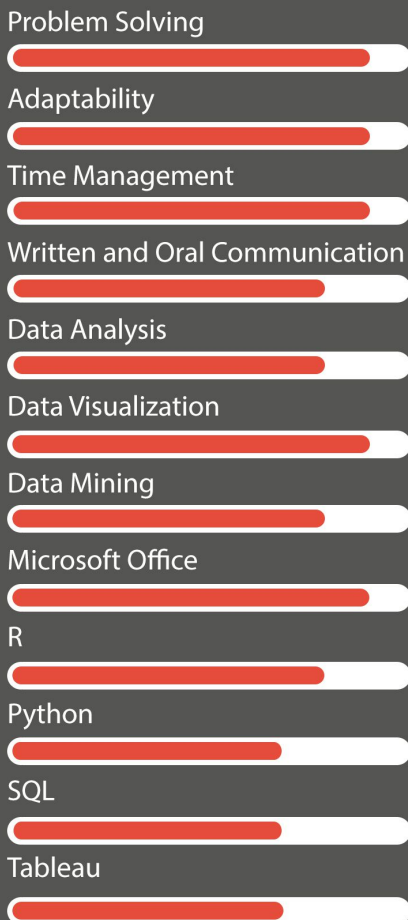 Problem Solving
Adaptability
Time Management
Written and Oral Communication
Data Analysis
Data Visualization
Data Mining
Microsoft Office
R
Python
SQL
Tableau